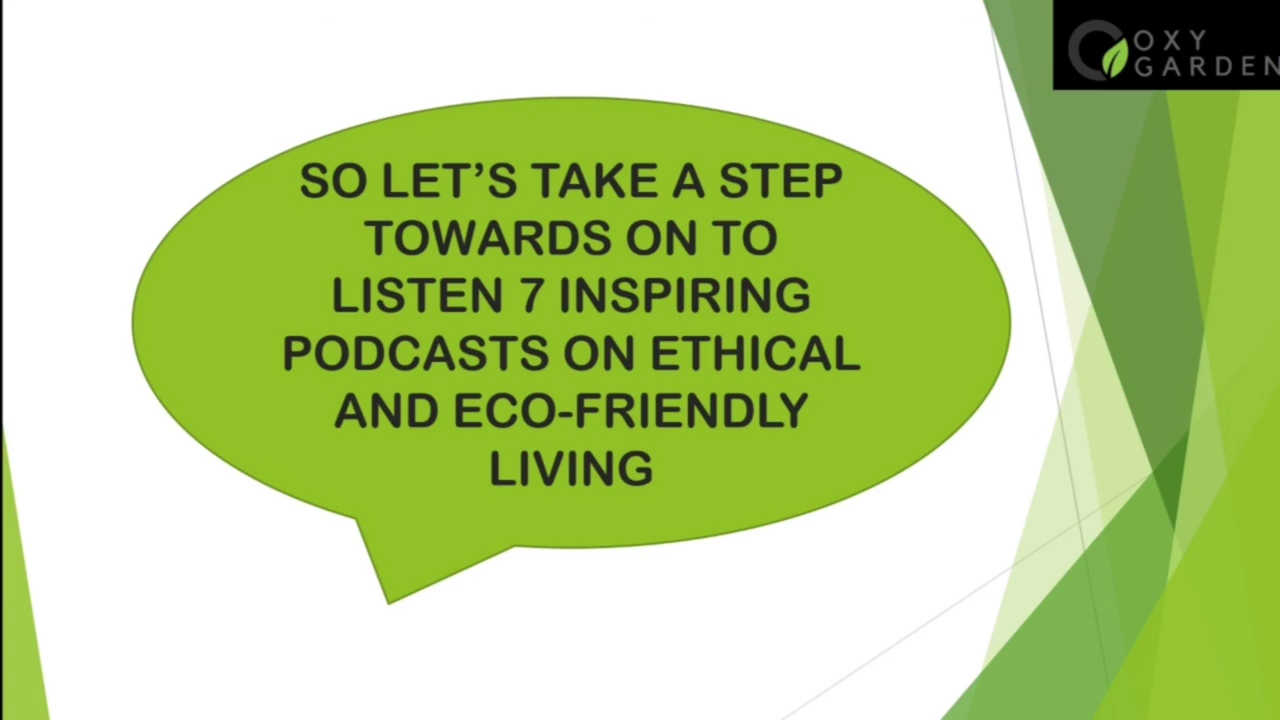 OXY
GARDEN
SO LET’S TAKE A STEP
TOWARDS ON TO
LISTEN 7 INSPIRING
PODCASTS ON ETHICAL
AND ECO-FRIENDLY
LIVING